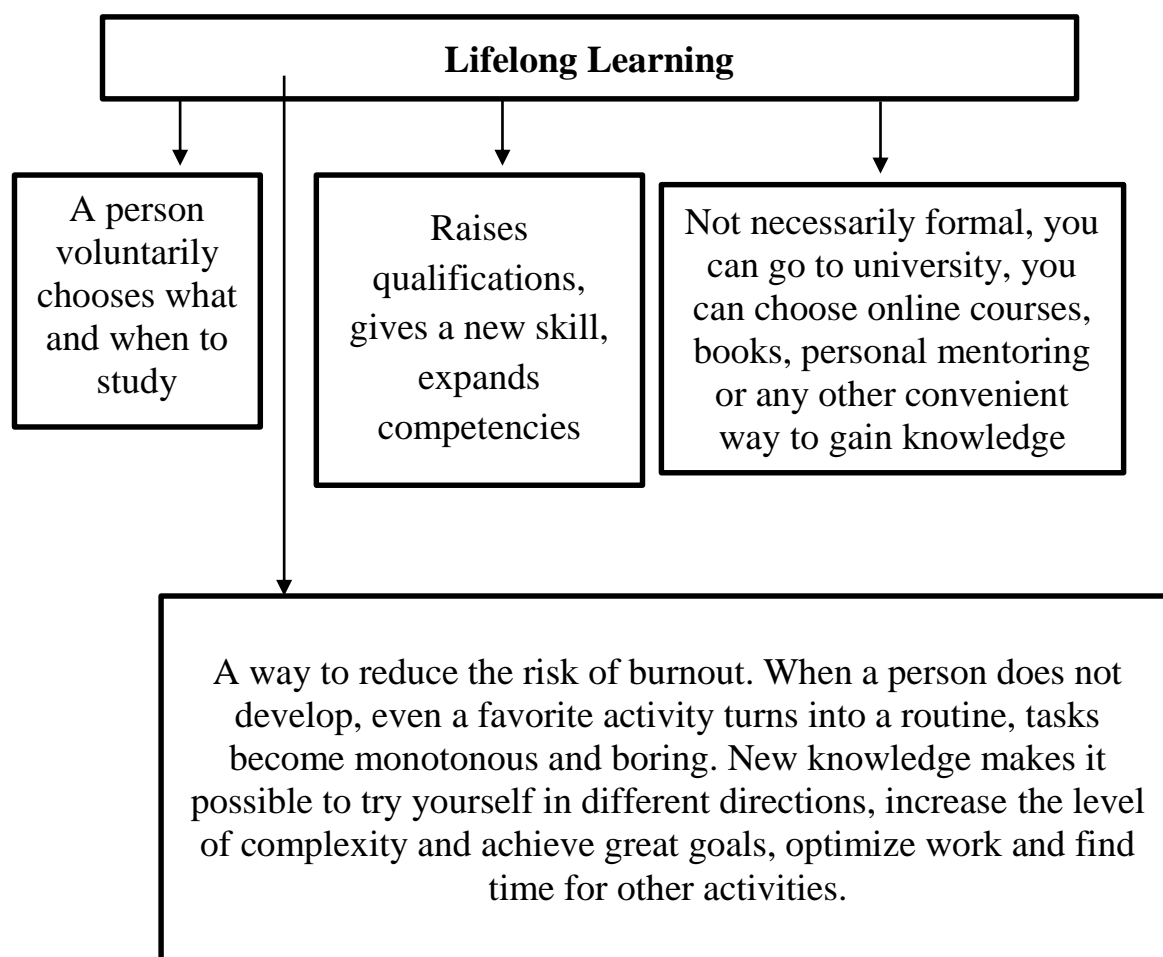 Lifelong Learning
A person
voluntarily
chooses what
and when to
study
Raises
qualifications,
gives a new skill,
expands
competencies
Not necessarily formal, you
can go to university, you
can choose online courses,
books, personal mentoring
or any other convenient
way to gain knowledge
A way to reduce the risk of burnout. When a person does not
develop, even a favorite activity turns into a routine, tasks
become monotonous and boring. New knowledge makes it
possible to try yourself in different directions, increase the level
of complexity and achieve great goals, optimize work and find
time for other activities.